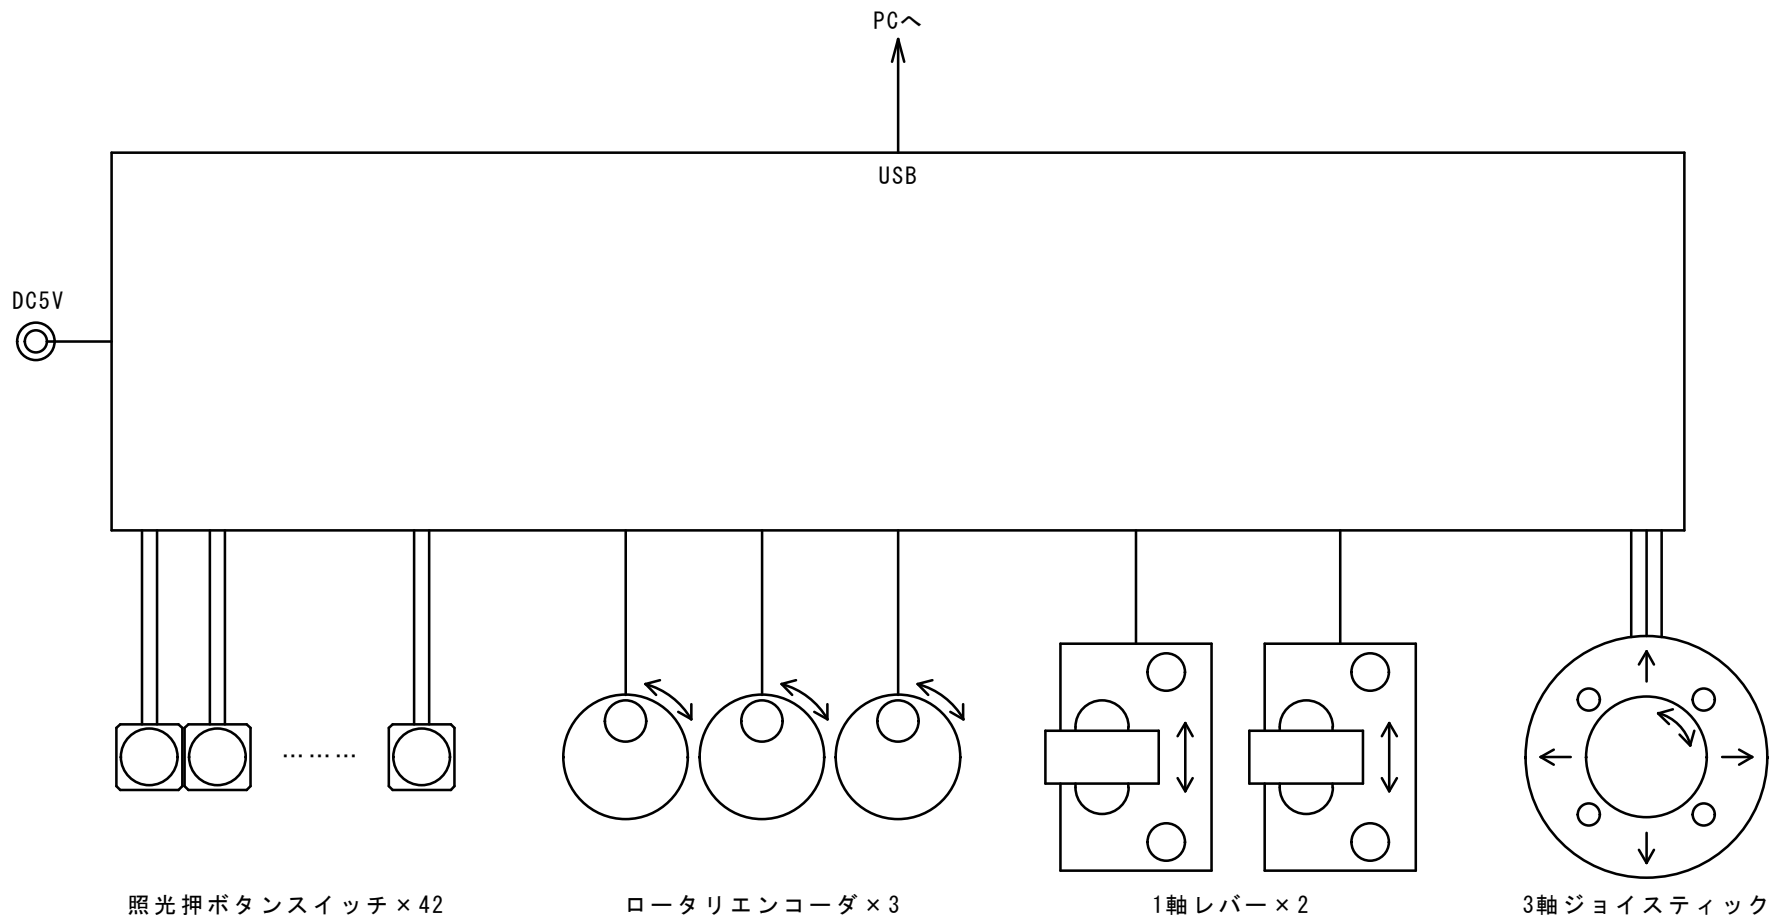 PCへ
USB
DC5V
………
照光押ボタンスイッチ×42
ロータリエンコーダ×3
1軸レバー×2
3軸ジョイスティック